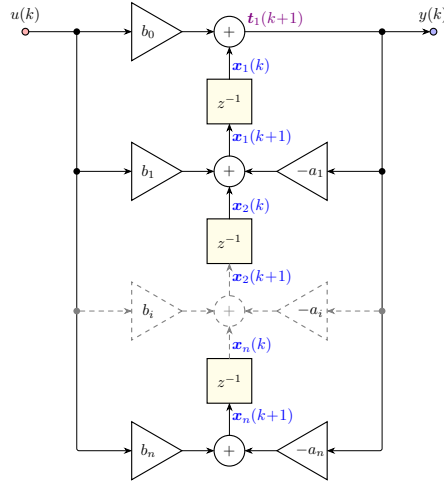 u(k) b₀ + 𝒕₁(k+1) y(k)
𝒙₁(k)
z⁻¹
𝒙₁(k+1)
b₁ + −a₁
𝒙₂(k)
z⁻¹
𝒙₂(k+1)
bᵢ + −aᵢ
𝒙ₙ(k)
z⁻¹
𝒙ₙ(k+1)
bₙ + −aₙ